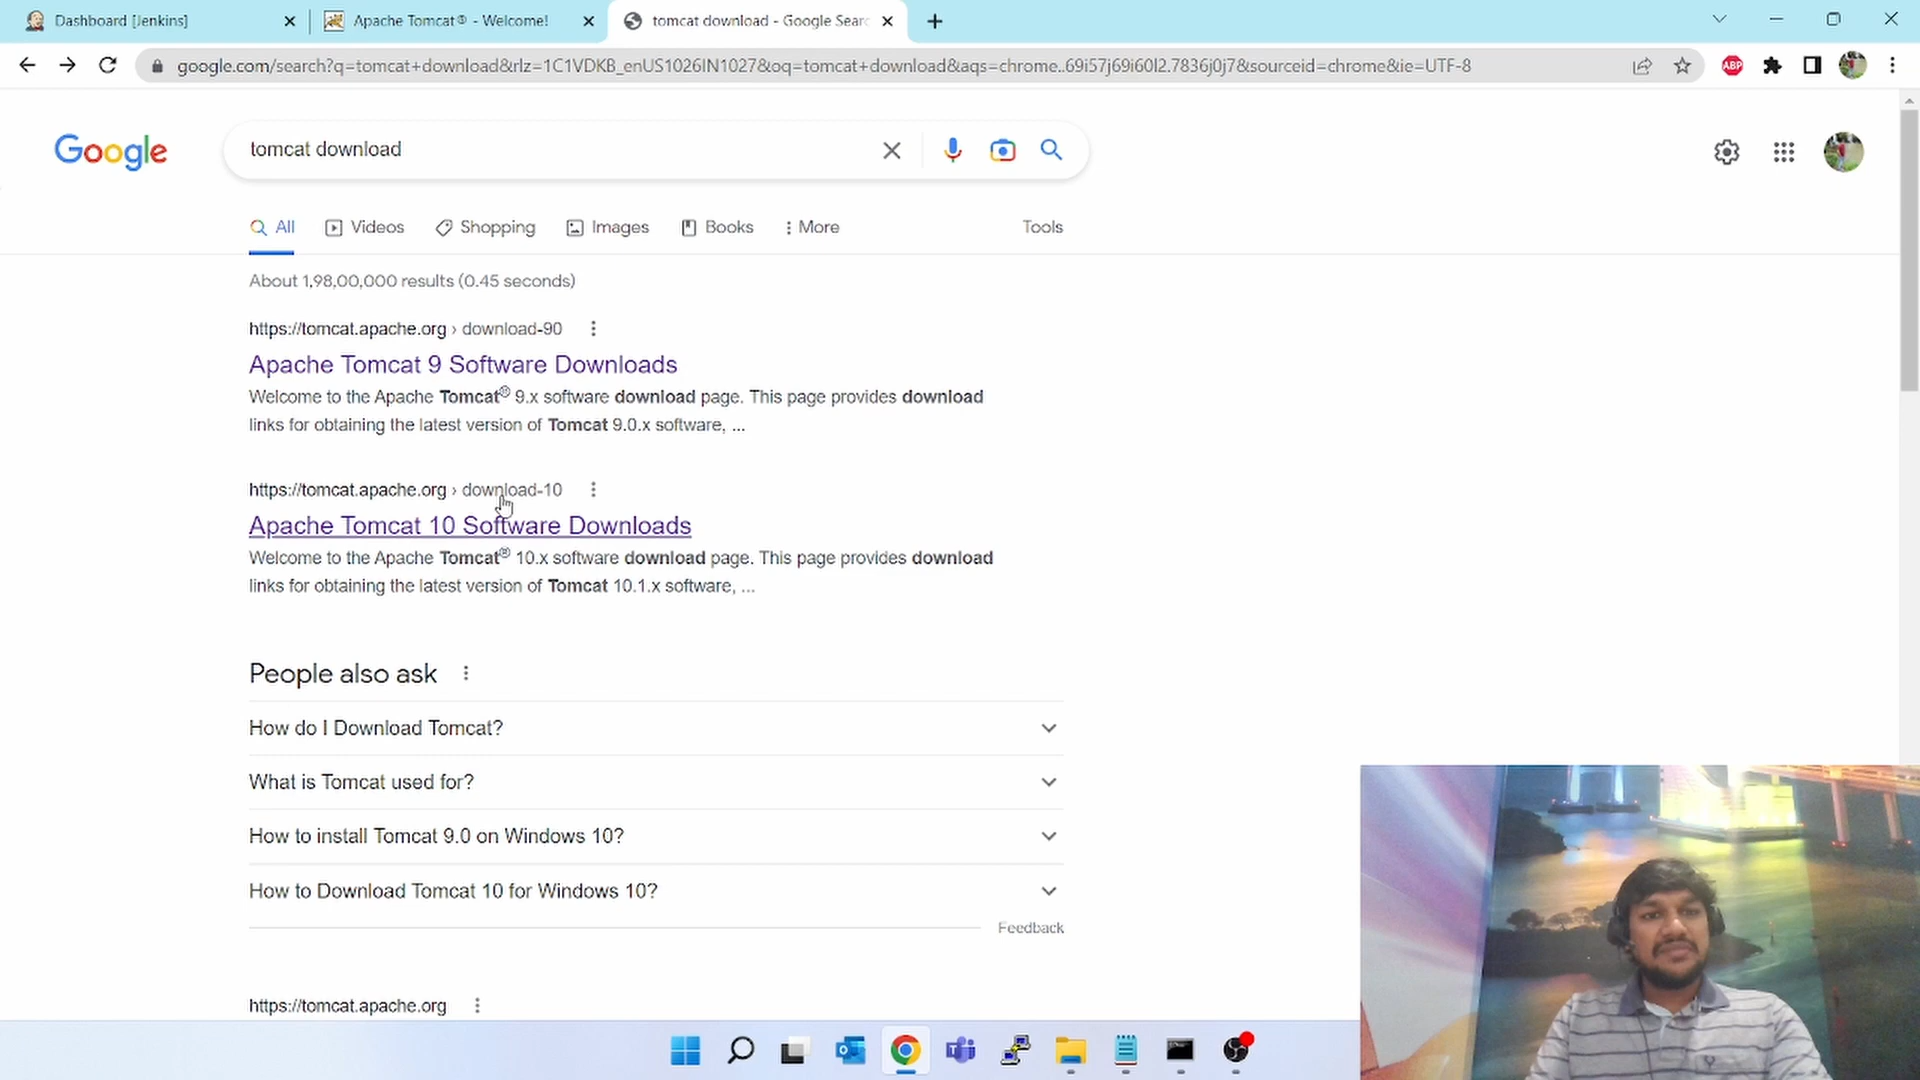 Dashboard [Jenkins]
Apache Tomcat® - Welcome!
tomcat download - Google Searc
google.com/search?q=tomcat+download&rlz=1C1VDKB_enUS1026IN1027&oq=tomcat+download&aqs=chrome..69i57j69i60l2.7836j0j7&sourceid=chrome&ie=UTF-8
ABP
Google
tomcat download
All
Videos
Shopping
Images
Books
More
Tools
About 1,98,00,000 results (0.45 seconds)
https://tomcat.apache.org › download-90
Apache Tomcat 9 Software Downloads
Welcome to the Apache Tomcat® 9.x software download page. This page provides download
links for obtaining the latest version of Tomcat 9.0.x software, ...
https://tomcat.apache.org › download-10
Apache Tomcat 10 Software Downloads
Welcome to the Apache Tomcat® 10.x software download page. This page provides download
links for obtaining the latest version of Tomcat 10.1.x software, ...
People also ask
How do I Download Tomcat?
What is Tomcat used for?
How to install Tomcat 9.0 on Windows 10?
How to Download Tomcat 10 for Windows 10?
Feedback
https://tomcat.apache.org